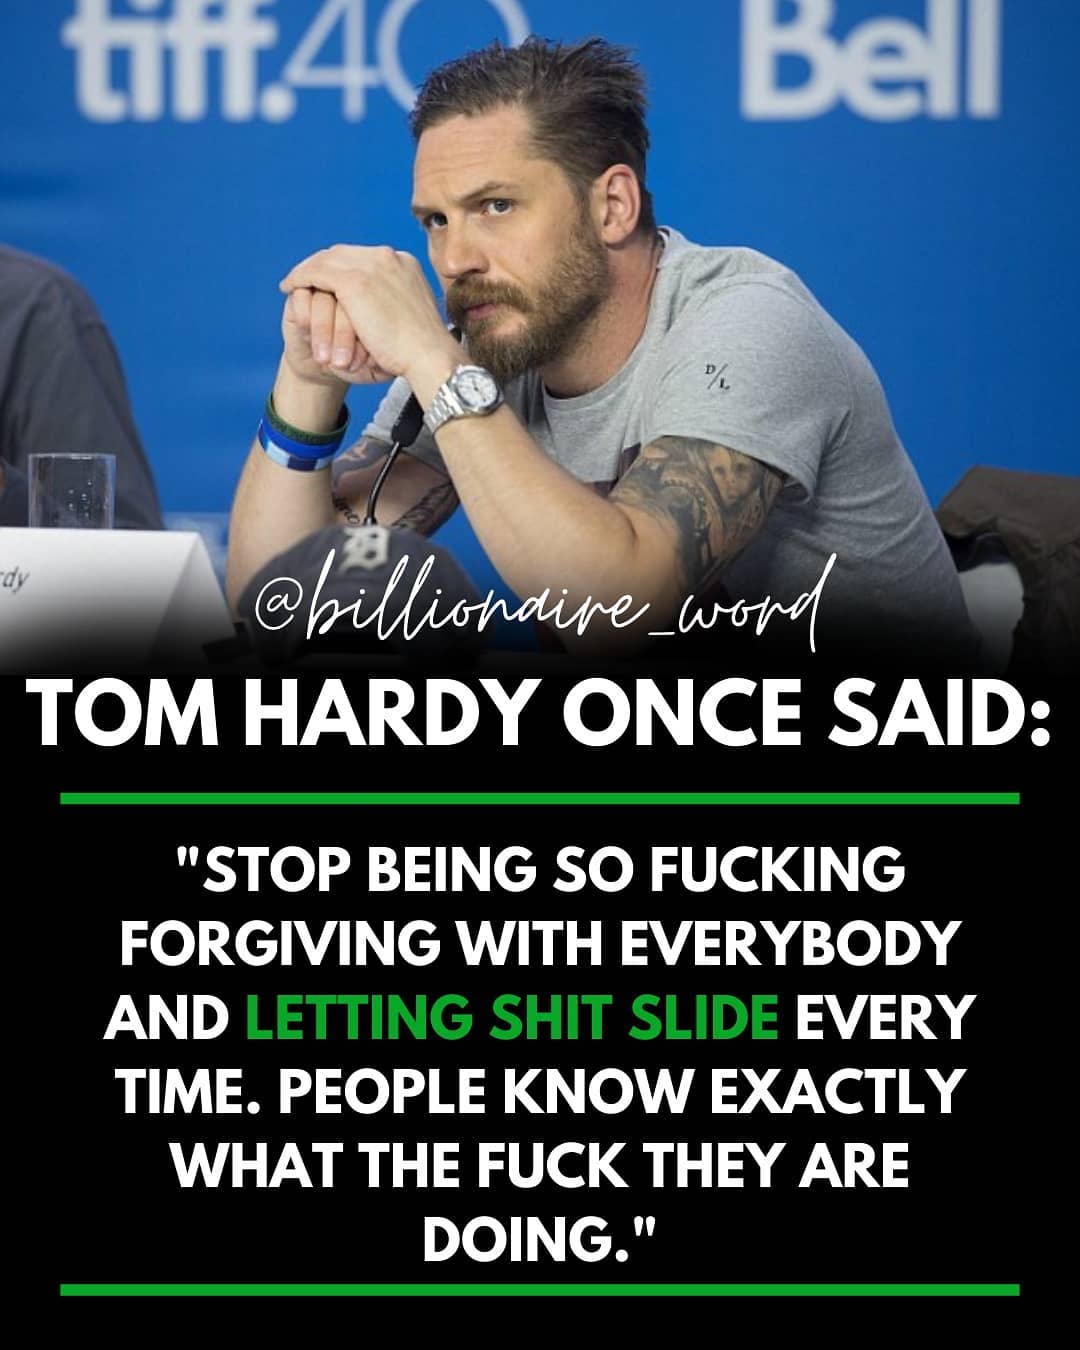 tiff.40
Bell
D/L
rdy
D
@billionaire_word
TOM HARDY ONCE SAID:
"STOP BEING SO FUCKING
FORGIVING WITH EVERYBODY
AND LETTING SHIT SLIDE EVERY
TIME. PEOPLE KNOW EXACTLY
WHAT THE FUCK THEY ARE
DOING."